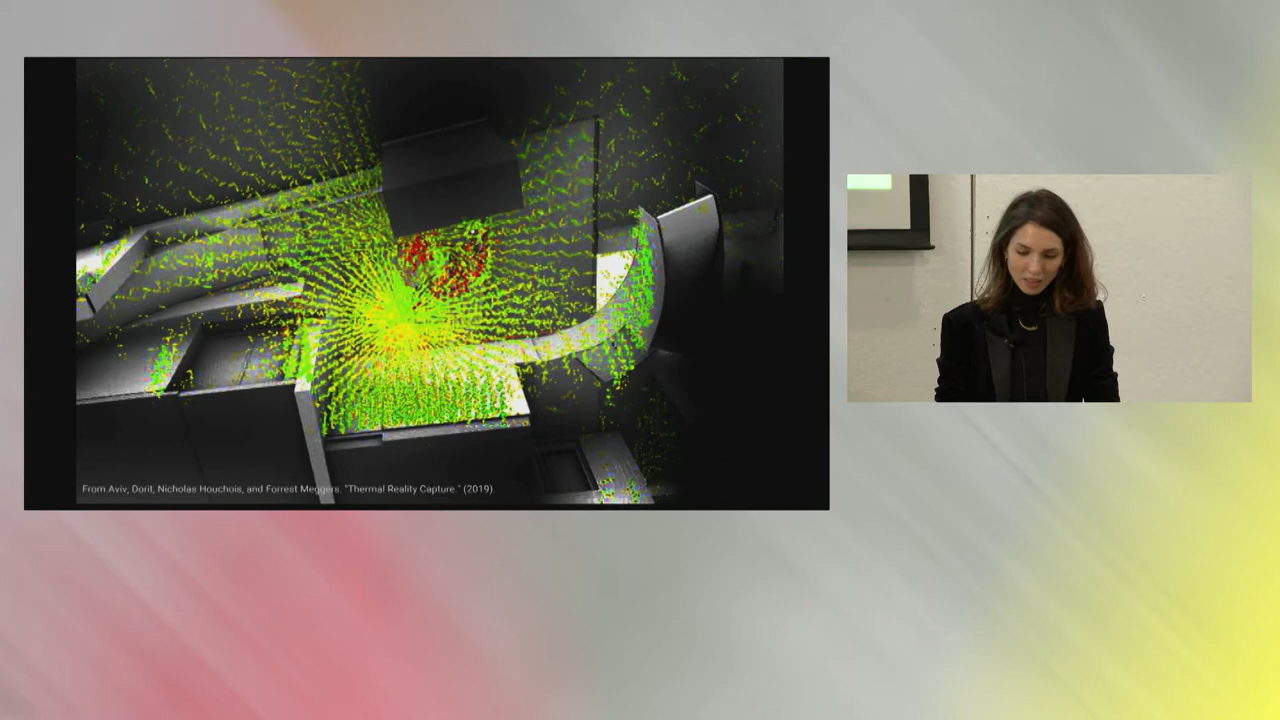 From Aviv, Dorit, Nicholas Houchois, and Forrest Meggers. "Thermal Reality Capture." (2019).